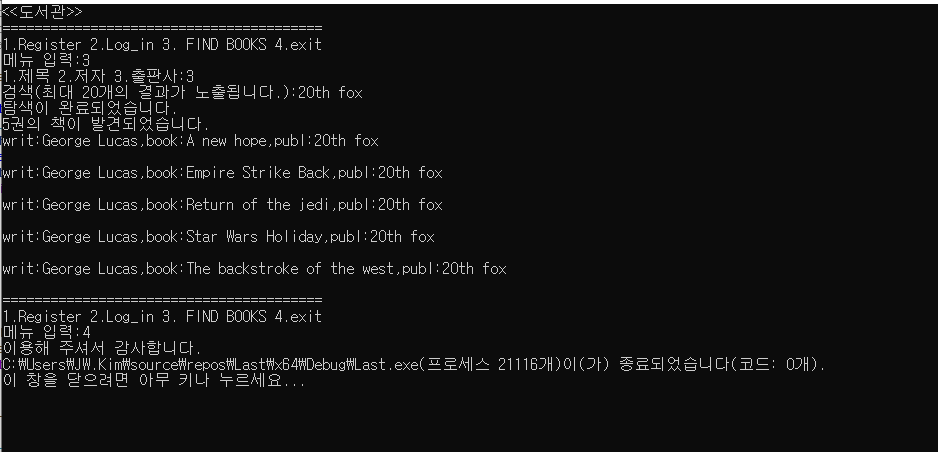 <<도서관>>
========================================
1.Register 2.Log_in 3. FIND BOOKS 4.exit
메뉴 입력:3
1.제목 2.저자 3.출판사:3
검색(최대 20개의 결과가 노출됩니다.):20th fox
탐색이 완료되었습니다.
5권의 책이 발견되었습니다.
writ:George Lucas,book:A new hope,publ:20th fox
writ:George Lucas,book:Empire Strike Back,publ:20th fox
writ:George Lucas,book:Return of the jedi,publ:20th fox
writ:George Lucas,book:Star Wars Holiday,publ:20th fox
writ:George Lucas,book:The backstroke of the west,publ:20th fox
========================================
1.Register 2.Log_in 3. FIND BOOKS 4.exit
메뉴 입력:4
이용해 주셔서 감사합니다.
C:₩Users₩JW.Kim₩source₩repos₩Last₩x64₩Debug₩Last.exe(프로세스 21116개)이(가) 종료되었습니다(코드: 0개).
이 창을 닫으려면 아무 키나 누르세요...